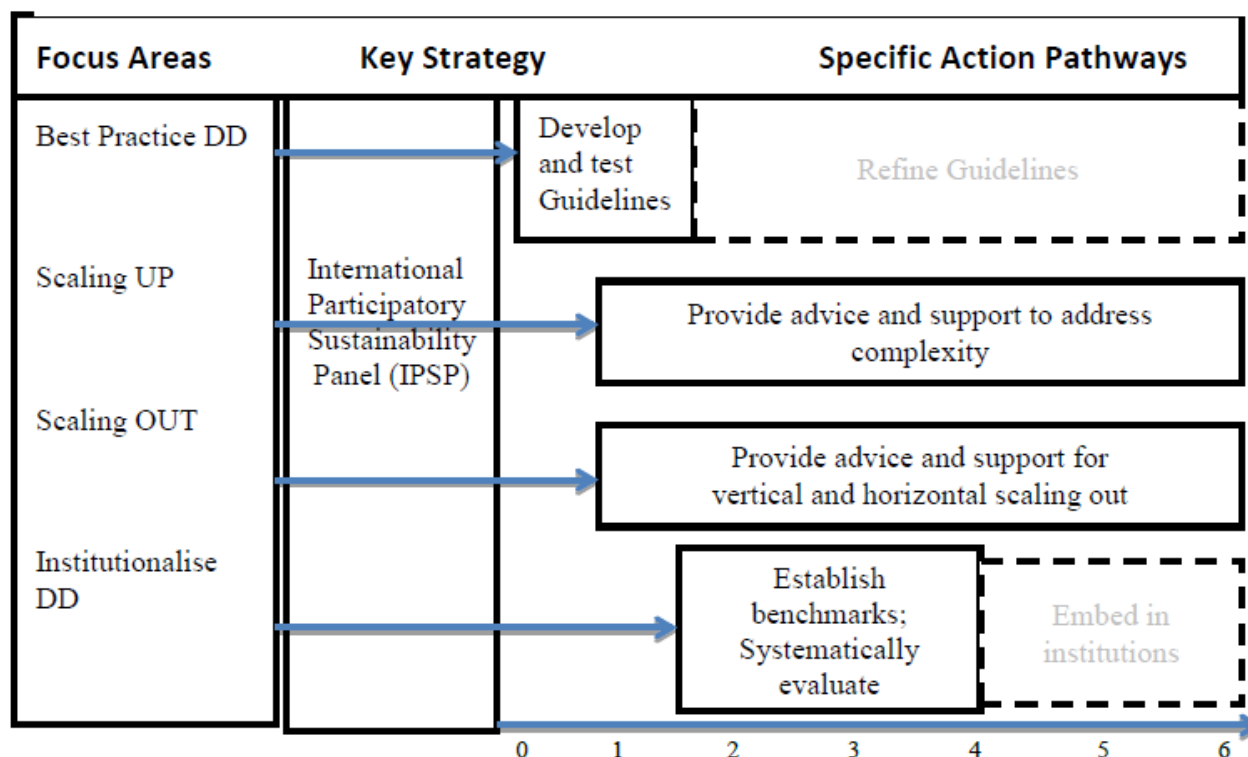 Focus Areas
Key Strategy
Specific Action Pathways
Best Practice DD
Develop
and test
Guidelines
Refine Guidelines
Scaling UP
International
Participatory
Sustainability
Panel (IPSP)
Provide advice and support to address
complexity
Scaling OUT
Provide advice and support for
vertical and horizontal scaling out
Institutionalise
DD
Establish
benchmarks;
Systematically
evaluate
Embed in
institutions
0 1 2 3 4 5 6